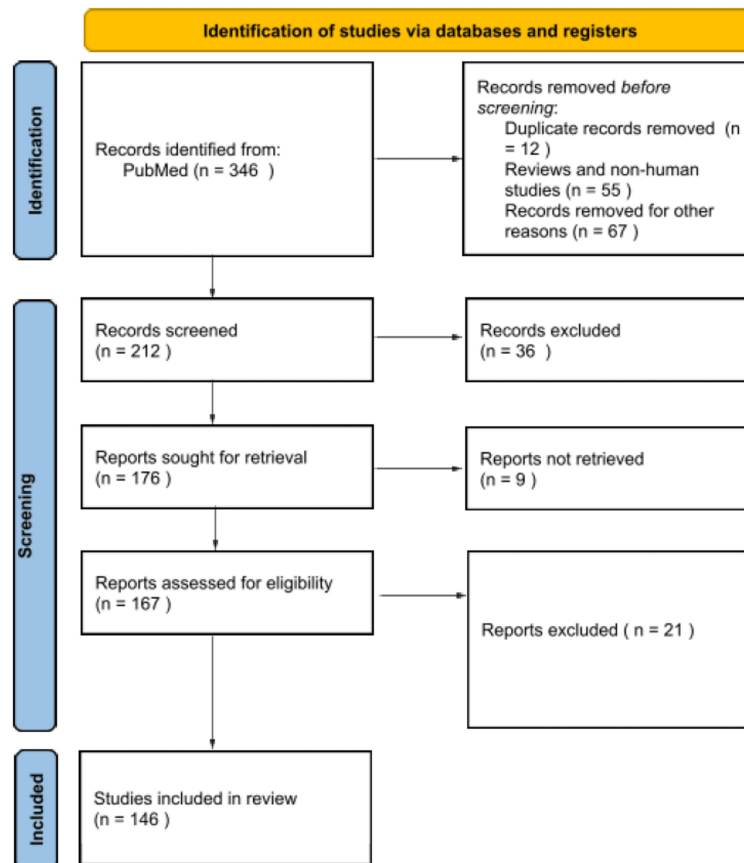 Identification of studies via databases and registers
Identification
Records identified from:
PubMed (n = 346 )
Records removed before
screening:
Duplicate records removed (n
= 12 )
Reviews and non-human
studies (n = 55 )
Records removed for other
reasons (n = 67 )
Screening
Records screened
(n = 212 )
Records excluded
(n = 36 )
Reports sought for retrieval
(n = 176 )
Reports not retrieved
(n = 9 )
Reports assessed for eligibility
(n = 167 )
Reports excluded ( n = 21 )
Included
Studies included in review
(n = 146 )